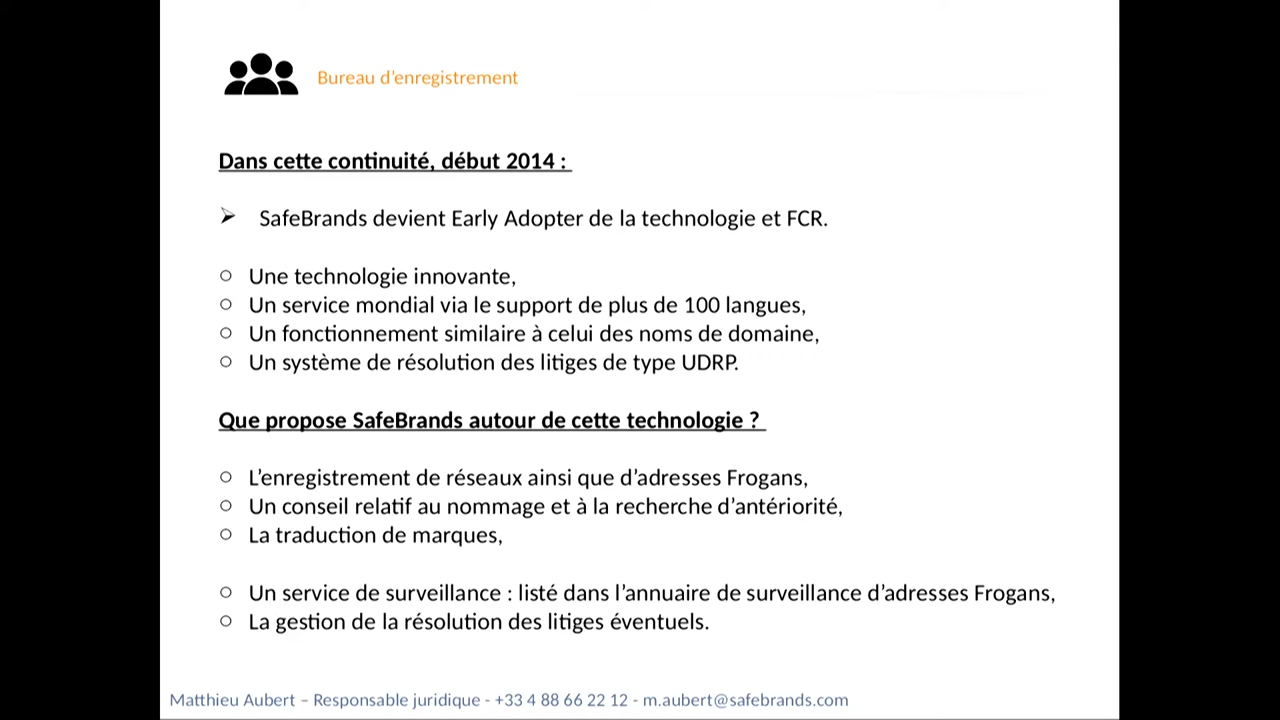 Bureau d'enregistrement
Dans cette continuité, début 2014 :
➢ SafeBrands devient Early Adopter de la technologie et FCR.
○ Une technologie innovante,
○ Un service mondial via le support de plus de 100 langues,
○ Un fonctionnement similaire à celui des noms de domaine,
○ Un système de résolution des litiges de type UDRP.
Que propose SafeBrands autour de cette technologie ?
○ L'enregistrement de réseaux ainsi que d'adresses Frogans,
○ Un conseil relatif au nommage et à la recherche d'antériorité,
○ La traduction de marques,
○ Un service de surveillance : listé dans l'annuaire de surveillance d'adresses Frogans,
○ La gestion de la résolution des litiges éventuels.
Matthieu Aubert – Responsable juridique - +33 4 88 66 22 12 - m.aubert@safebrands.com